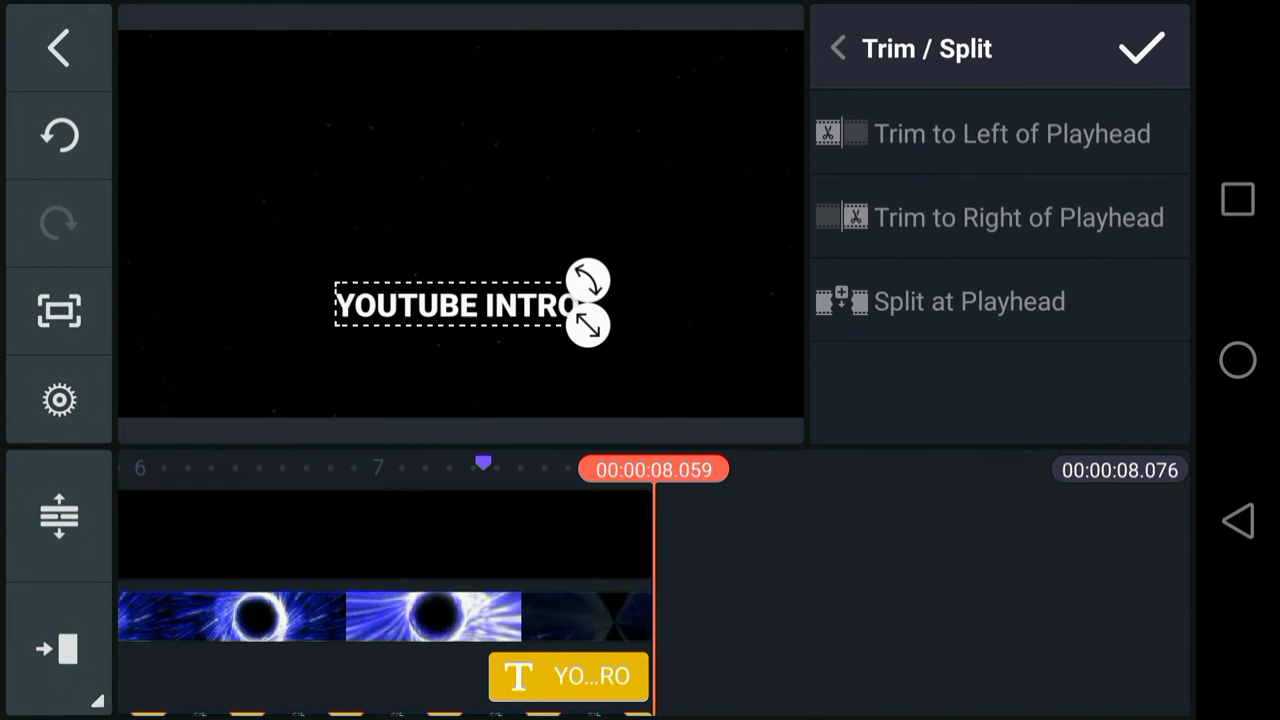 Trim / Split
Trim to Left of Playhead
Trim to Right of Playhead
Split at Playhead
YOUTUBE INTRO
6
7
00:00:08.059
00:00:08.076
T YO...RO